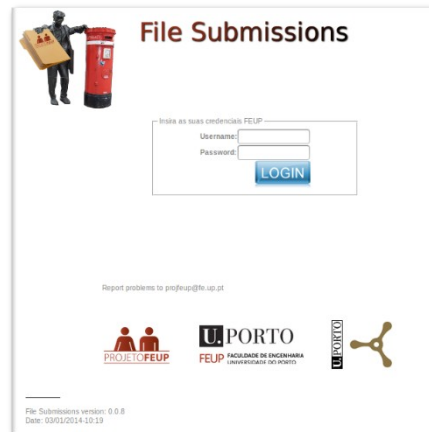 File Submissions
Insira as suas credenciais FEUP
Username:
Password:
LOGIN
Report problems to projfeup@fe.up.pt
PROJETOFEUP
U. PORTO
FEUP FACULDADE DE ENGENHARIA
UNIVERSIDADE DO PORTO
U. PORTO
File Submissions version: 0.0.8
Date: 03/01/2014-10:19